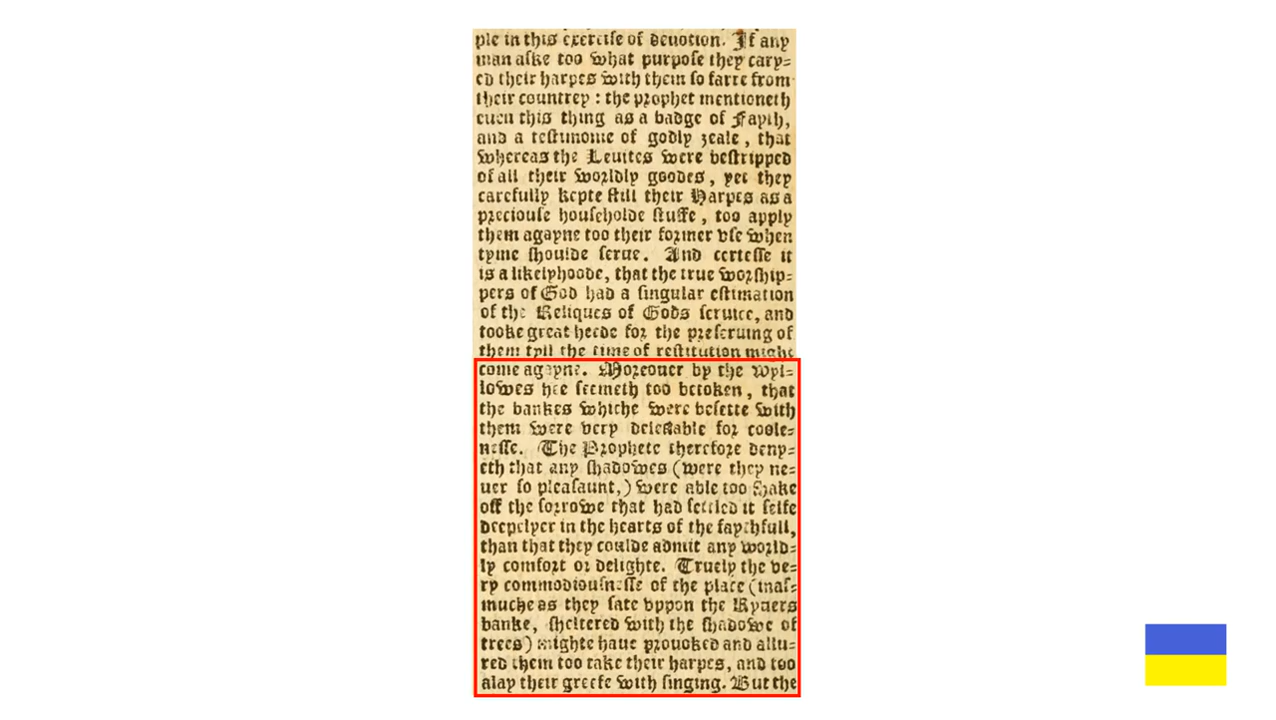 ple in this exercise of deuotion. If any
man aske too what purpose they cary=
ed their harpes with them so farre from
their countrey : the prophet mentioneth
euen this thing as a badge of Fayth,
and a testimonie of godly zeale, that
whereas the Leuites were bestripped
of all their worldly goodes, yet they
carefully kepte still their Harpes as a
preciouse householde stuffe, too apply
them agayne too their former vse when
tyme shoulde serue. And certesse it
is a likelyhoode, that the true worship=
pers of God had a singular estimation
of the Reliques of Gods seruice, and
tooke great heede for the preseruing of
them tyll the time of restitution might
come agayne. Moreouer by the wyl=
lowes hee seemeth too betoken, that
the bankes whiche were besette with
them were very delectable for coole=
nesse. The Prophete therefore deny=
eth that any shadowes (were they ne=
uer so pleasaunt,) were able too shake
off the sorrowe that had settled it selfe
deepelyer in the hearts of the faythfull,
than that they coulde admit any world=
ly comfort or delighte. Truely the ve=
ry commodiousnesse of the place (inas=
muche as they sate vppon the Ryuers
banke, sheltered with the shadowe of
trees) mighte haue prouoked and allu=
red them too take their harpes, and too
alay their greefe with singing. But the